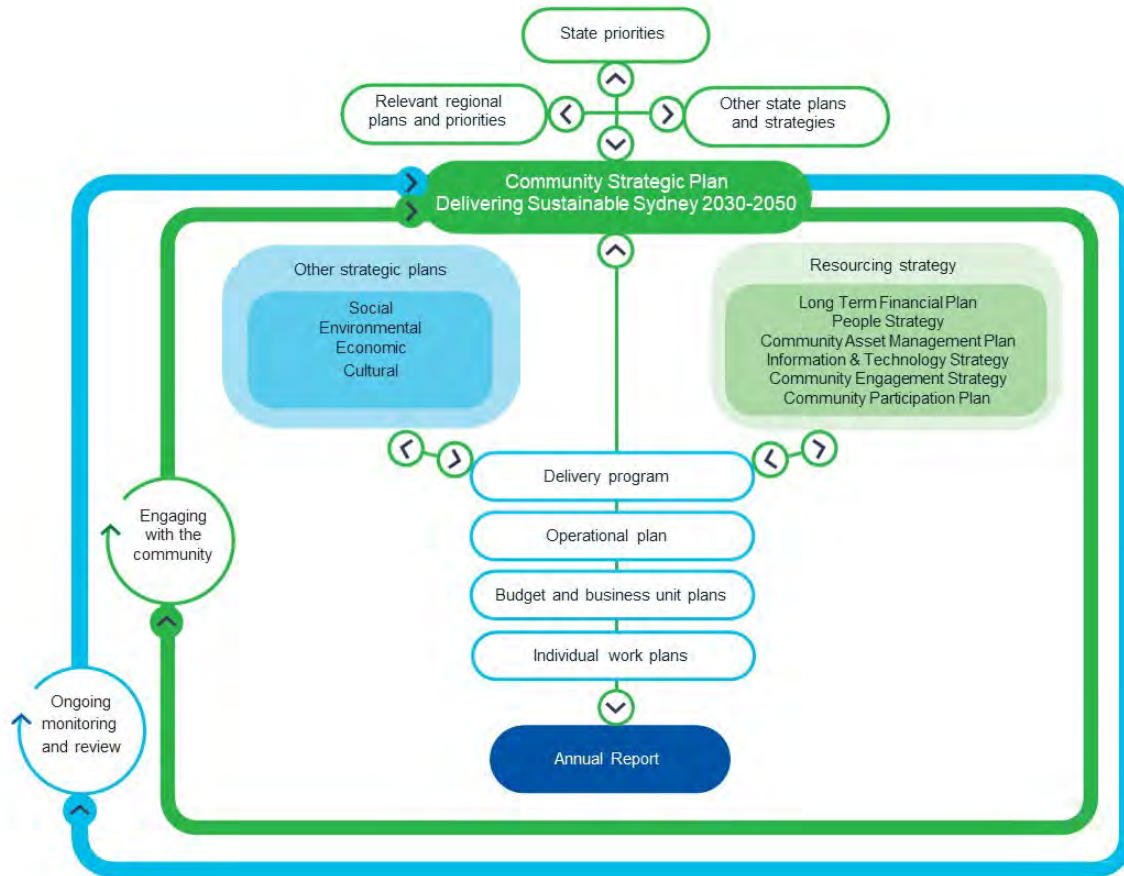 State priorities
Relevant regional
plans and priorities
Other state plans
and strategies
Community Strategic Plan
Delivering Sustainable Sydney 2030-2050
Other strategic plans
Social
Environmental
Economic
Cultural
Resourcing strategy
Long Term Financial Plan
People Strategy
Community Asset Management Plan
Information & Technology Strategy
Community Engagement Strategy
Community Participation Plan
Delivery program
Operational plan
Budget and business unit plans
Individual work plans
Annual Report
Engaging
with the
community
Ongoing
monitoring
and review